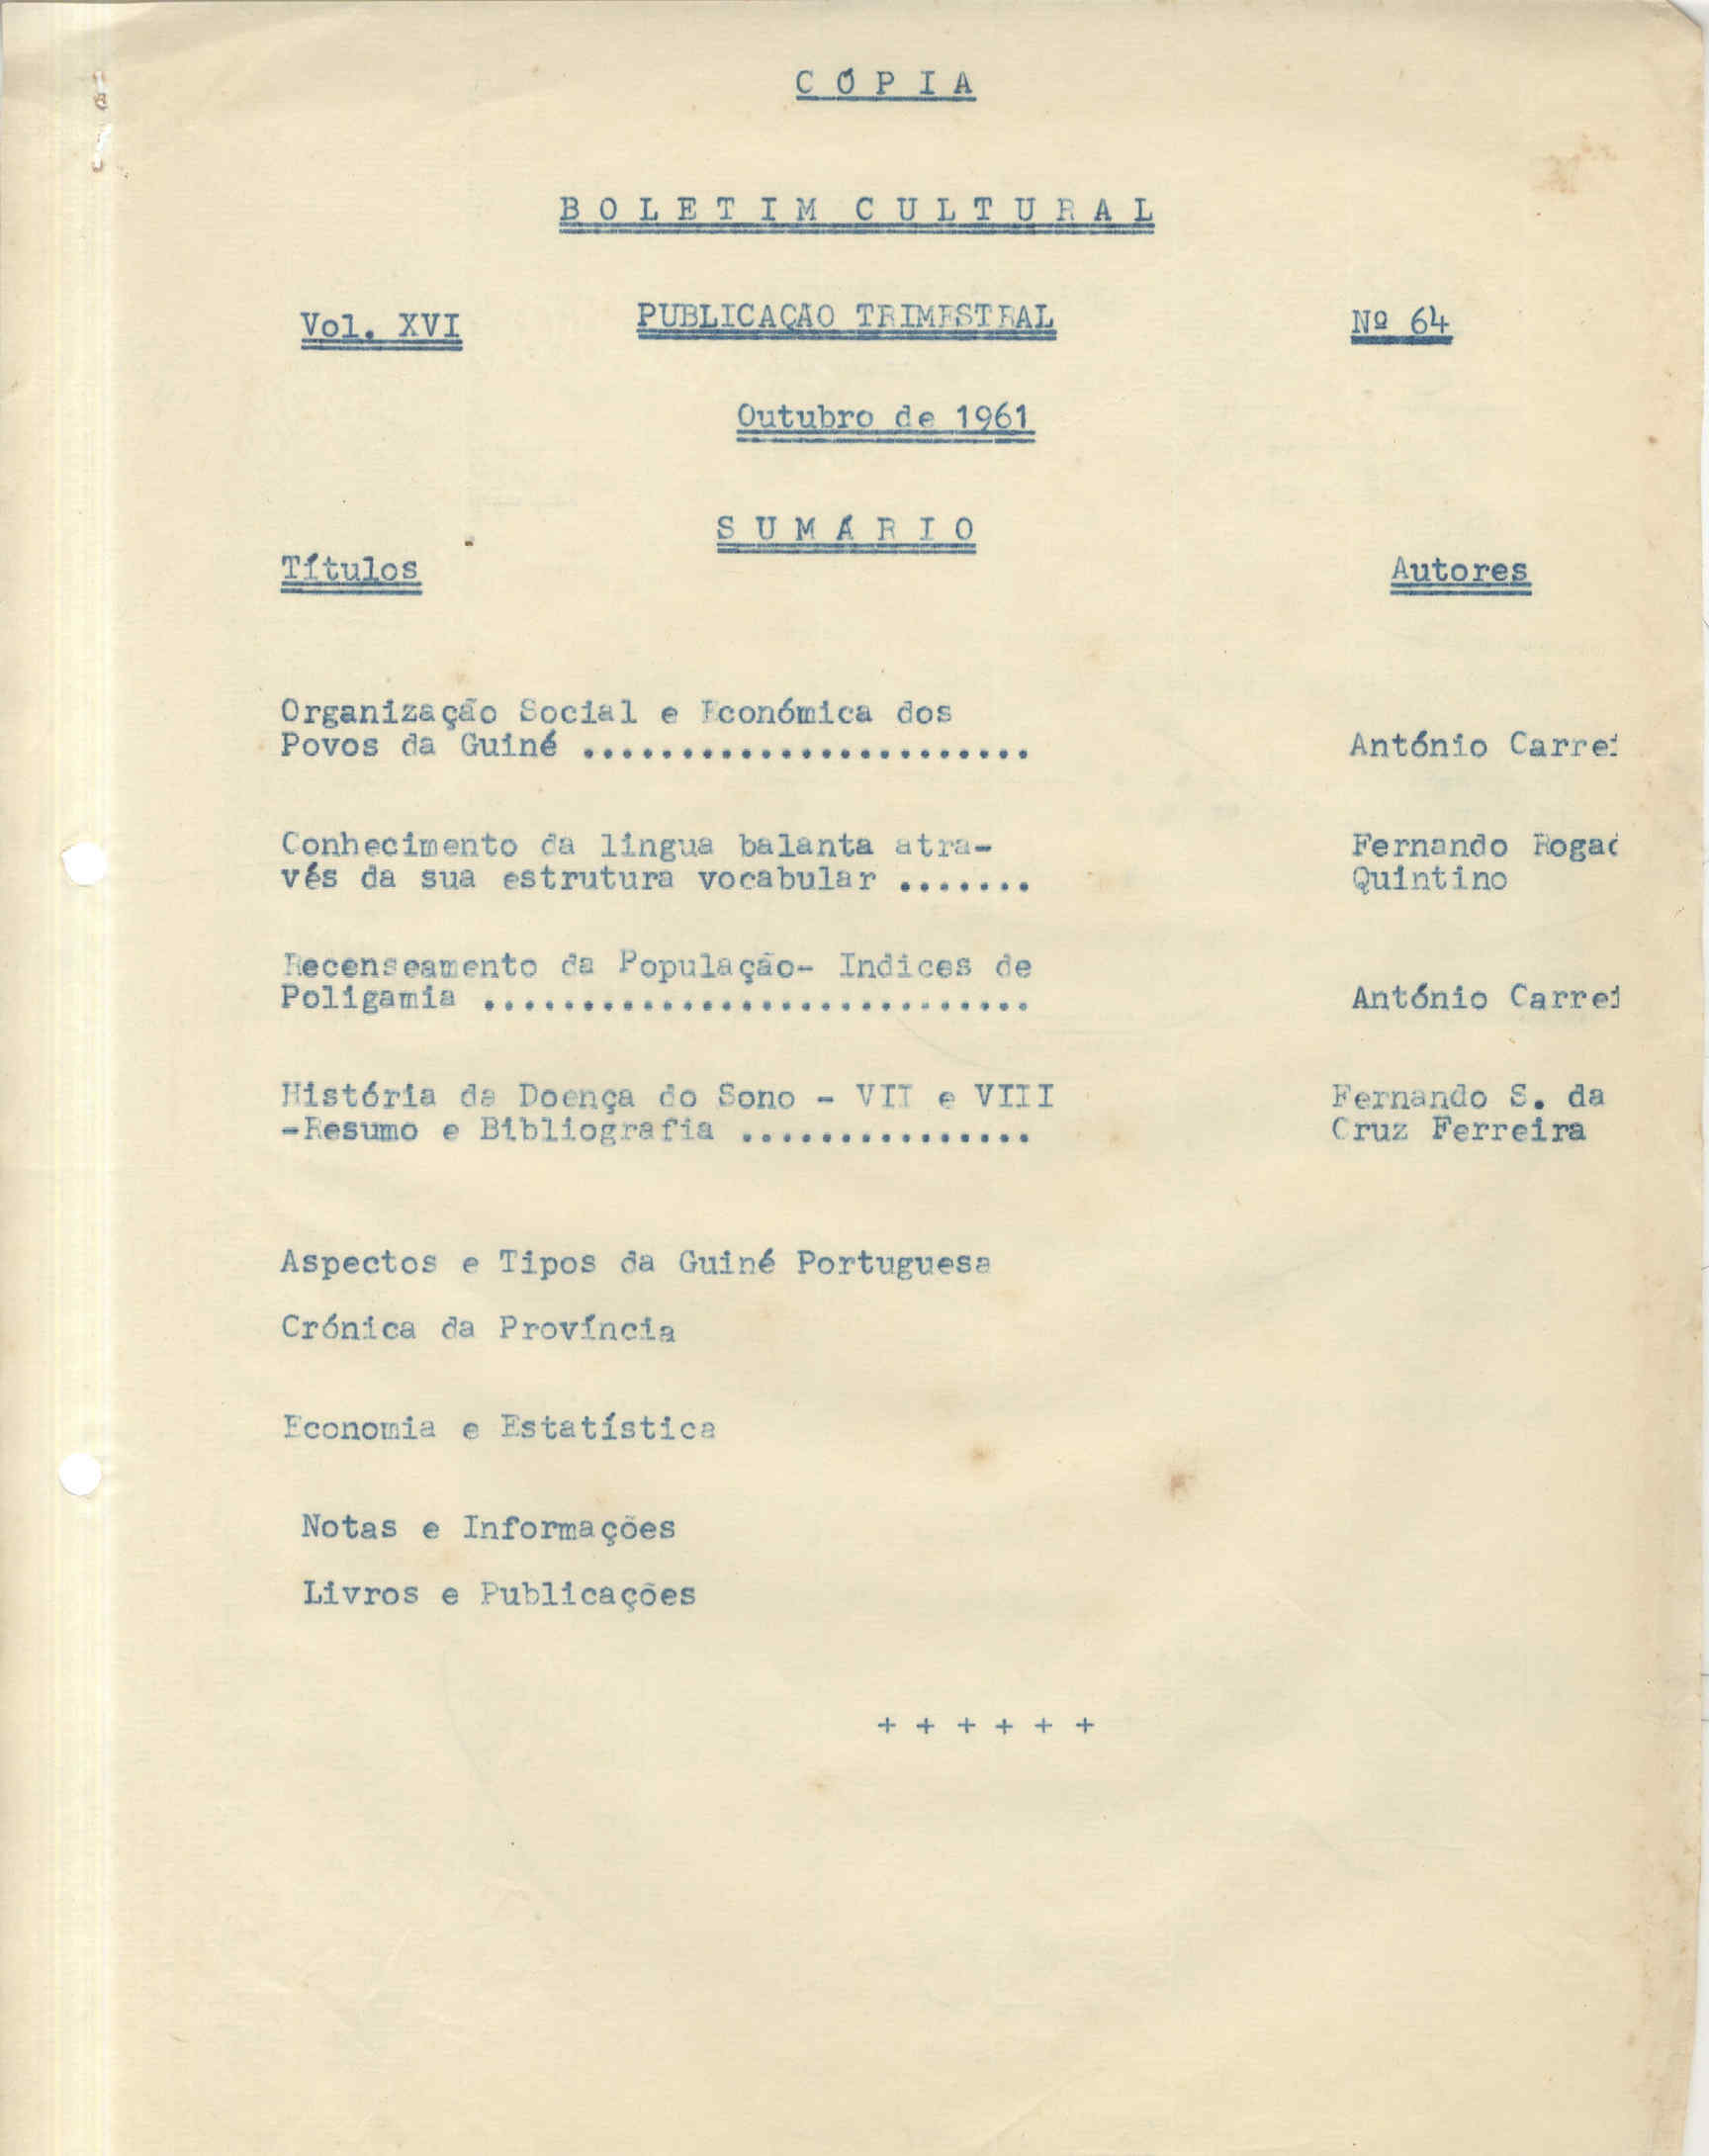 CÓPIA
BOLETIM CULTURAL
Vol. XVI PUBLICAÇÃO TRIMESTRAL Nº 64
Outubro de 1961
SUMÁRIO
Títulos Autores
Organização Social e Económica dos
Povos da Guiné ....................... António Carrei
Conhecimento da lingua balanta atra- Fernando Rogad
vés da sua estrutura vocabular ....... Quintino
Recenseamento da População- Indices de
Poligamia ............................ António Carrei
História da Doença do Sono - VII e VIII Fernando S. da
-Resumo e Bibliografia ............... Cruz Ferreira
Aspectos e Tipos da Guiné Portuguesa
Crónica da Província
Economia e Estatística
Notas e Informações
Livros e Publicações
+ + + + + +